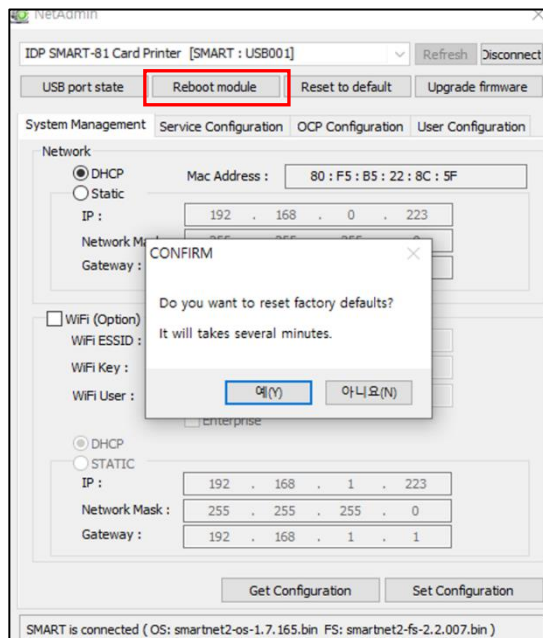 NetAdmin
IDP SMART-81 Card Printer [SMART : USB001] Refresh Disconnect
USB port state Reboot module Reset to default Upgrade firmware
System Management Service Configuration OCP Configuration User Configuration
Network
DHCP Mac Address : 80 : F5 : B5 : 22 : 8C : 5F
Static
IP : 192 . 168 . 0 . 223
Network
Gateway :
CONFIRM
Do you want to reset factory defaults?
It will takes several minutes.
예(Y) 아니요(N)
WiFi (Option)
WiFi ESSID :
WiFi Key :
WiFi User :
Enterprise
DHCP
STATIC
IP : 192 . 168 . 1 . 223
Network Mask : 255 . 255 . 255 . 0
Gateway : 192 . 168 . 1 . 1
Get Configuration Set Configuration
SMART is connected ( OS: smartnet2-os-1.7.165.bin FS: smartnet2-fs-2.2.007.bin )